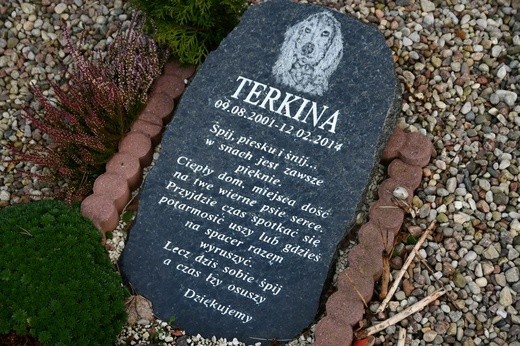 TERKINA
09.08.2001-12.02.2014
Śpij, piesku i śnij...
w snach jest zawsze
pięknie.
Ciepły dom, miejsca dość
na twe wierne psie serce.
Przyjdzie czas spotkać się
potarmosić uszy lub gdzieś
na spacer razem
wyruszyć.
Lecz dziś sobie śpij
a czas łzy osuszy
Dziękujemy